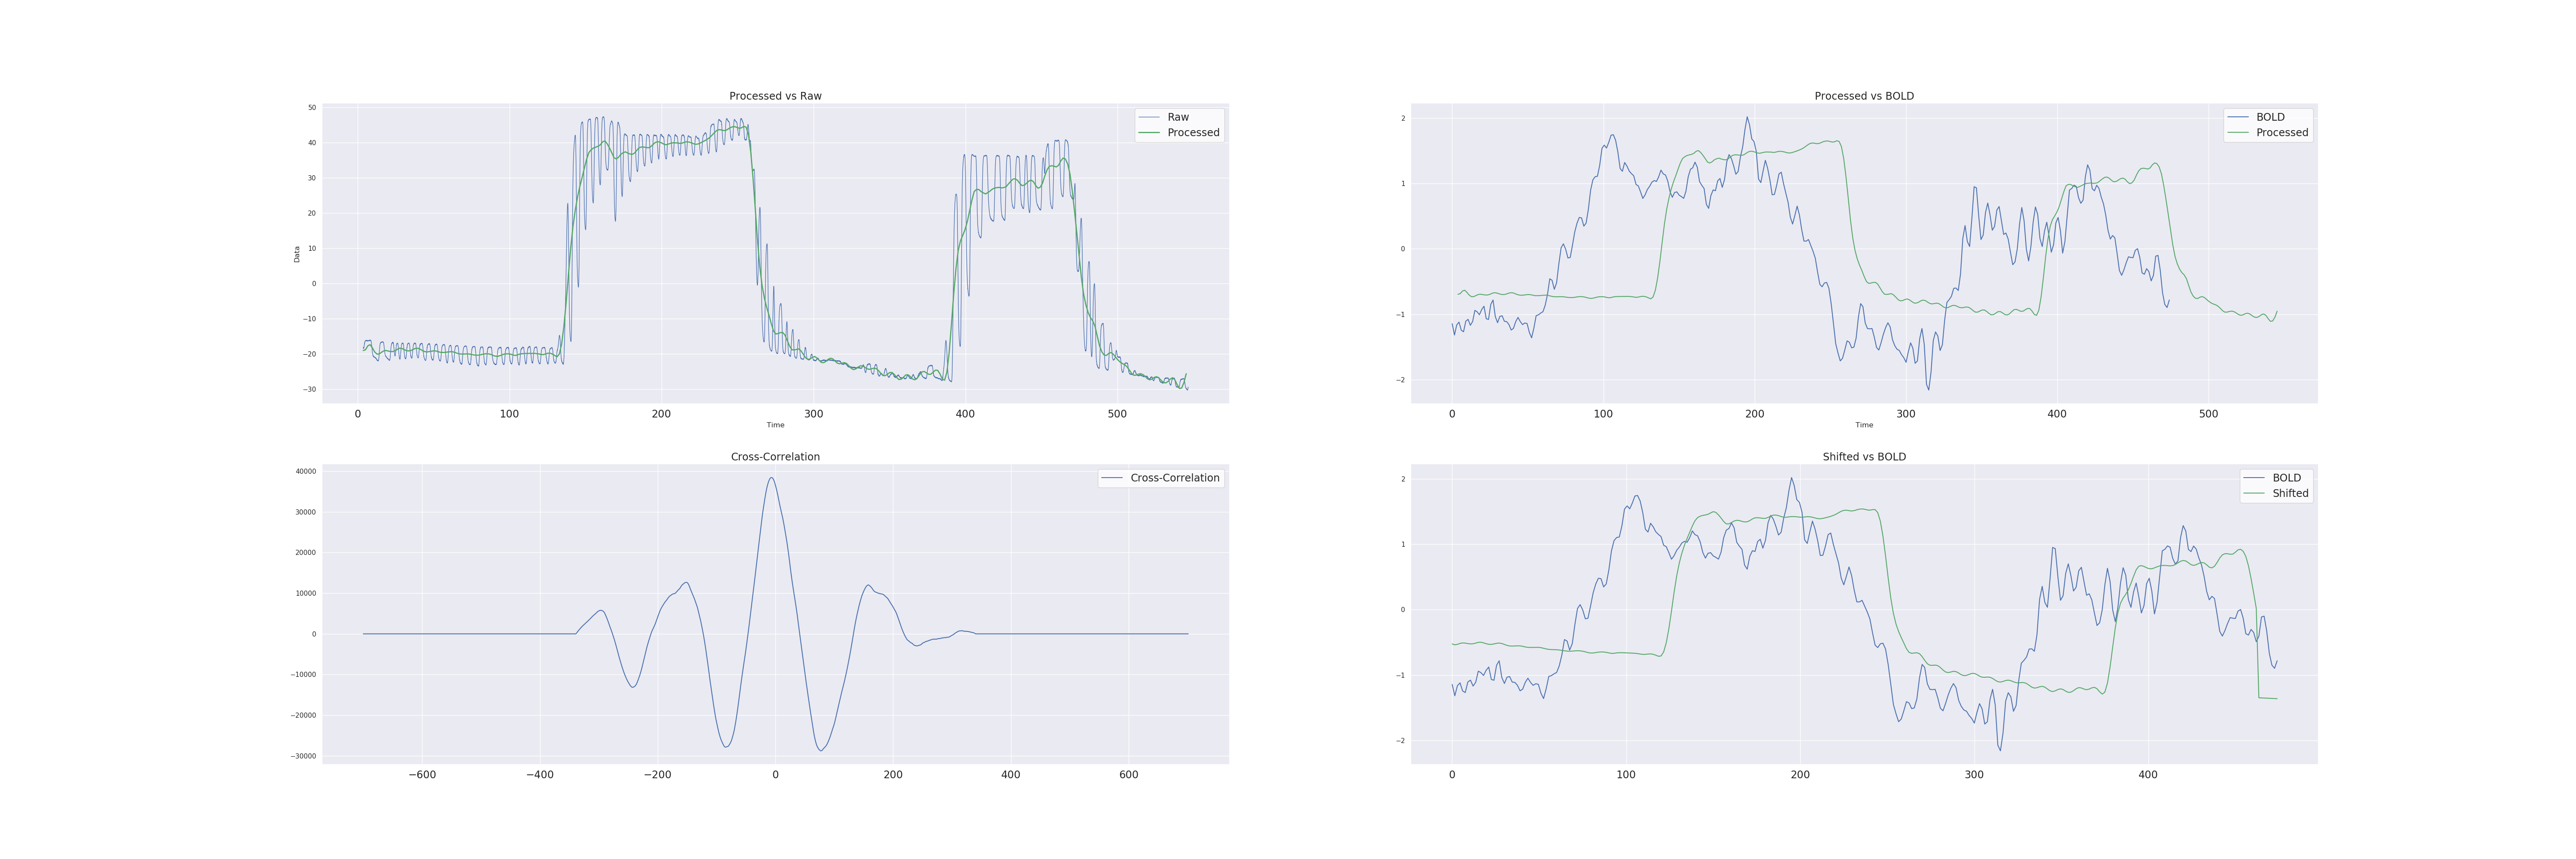 Processed vs Raw
Raw
Processed
50
40
30
20
10
0
−10
−20
−30
Data
0 100 200 300 400 500
Time
Processed vs BOLD
BOLD
Processed
2
1
0
−1
−2
0 100 200 300 400 500
Time
Cross-Correlation
Cross-Correlation
40000
30000
20000
10000
0
−10000
−20000
−30000
−600 −400 −200 0 200 400 600
Shifted vs BOLD
BOLD
Shifted
2
1
0
−1
−2
0 100 200 300 400